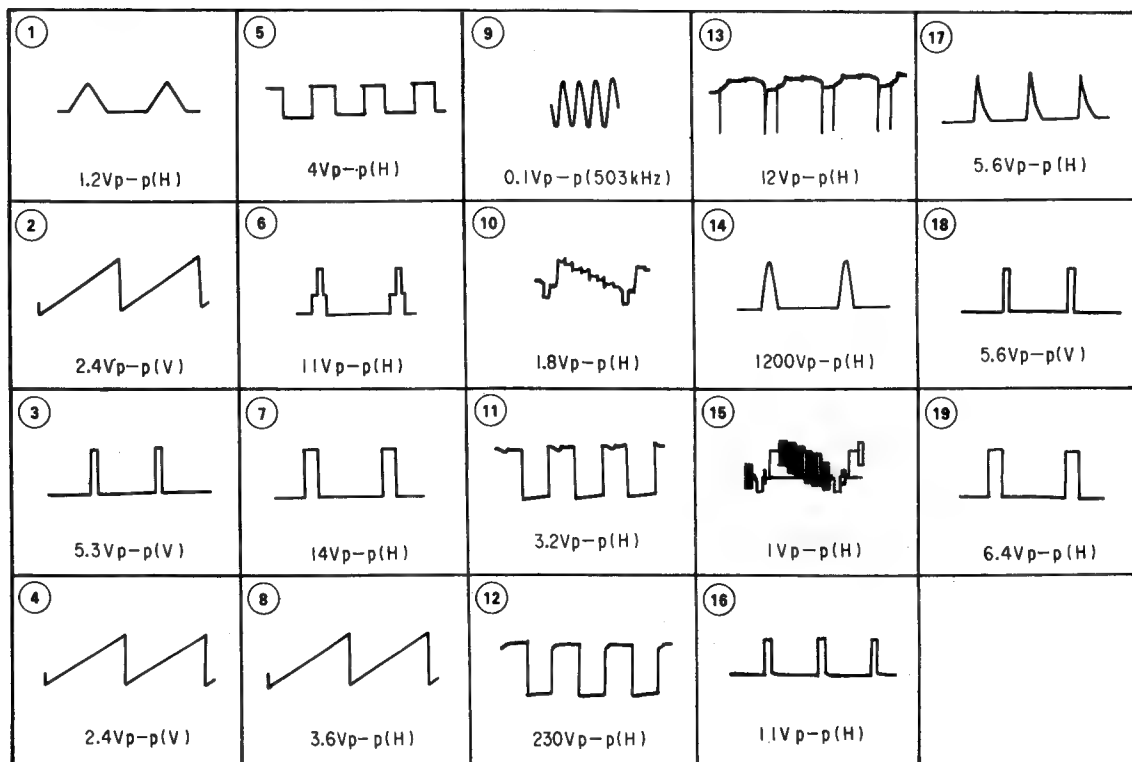 1
1.2Vp-p(H)
5
4Vp-p(H)
9
0.1Vp-p(503kHz)
13
12Vp-p(H)
17
5.6Vp-p(H)
2
2.4Vp-p(V)
6
11Vp-p(H)
10
1.8Vp-p(H)
14
1200Vp-p(H)
18
5.6Vp-p(V)
3
5.3Vp-p(V)
7
14Vp-p(H)
11
3.2Vp-p(H)
15
1Vp-p(H)
19
6.4Vp-p(H)
4
2.4Vp-p(V)
8
3.6Vp-p(H)
12
230Vp-p(H)
16
1.1Vp-p(H)